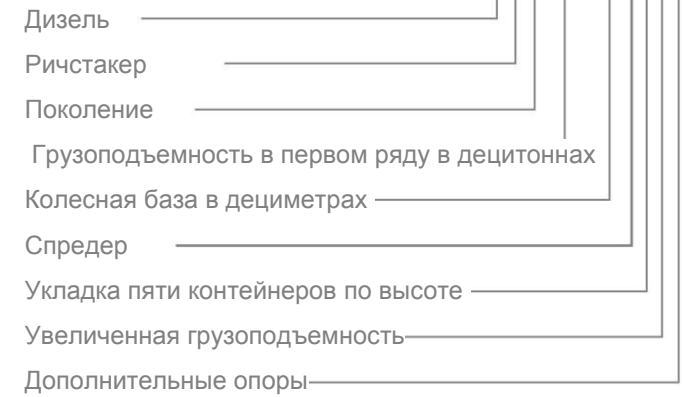 Дизель
Ричстакер
Поколение
Грузоподъемность в первом ряду в децитоннах
Колесная база в дециметрах
Спредер
Укладка пяти контейнеров по высоте
Увеличенная грузоподъемность
Дополнительные опоры